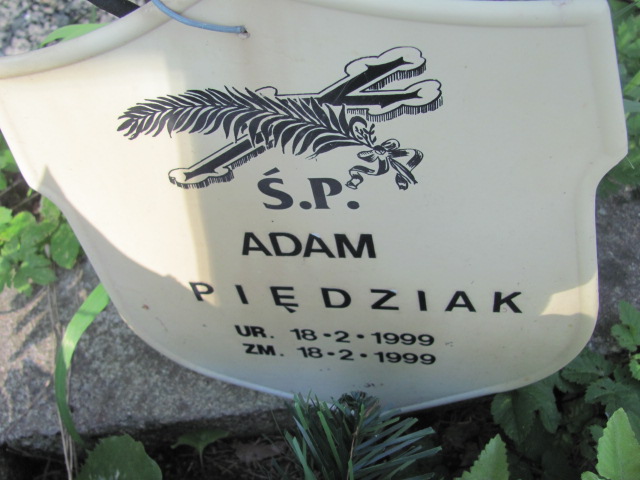 Ś.P.
ADAM
PIĘDZIAK
UR. 18·2·1999
ZM. 18·2·1999